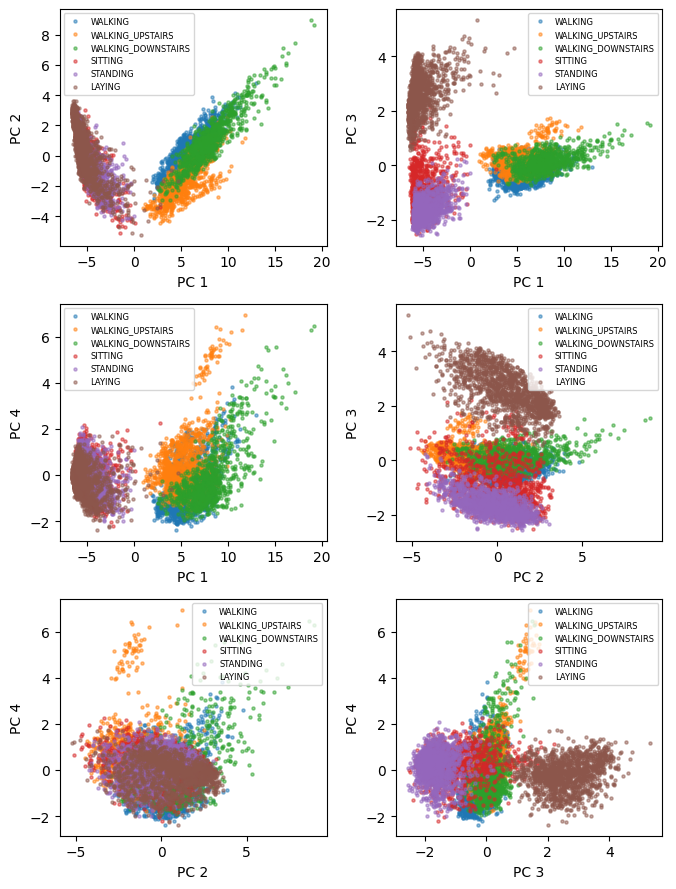 WALKING
WALKING_UPSTAIRS
WALKING_DOWNSTAIRS
SITTING
STANDING
LAYING
8
6
4
2
0
−2
−4
PC 2
−5
0
5
10
15
20
PC 1
WALKING
WALKING_UPSTAIRS
WALKING_DOWNSTAIRS
SITTING
STANDING
LAYING
4
2
0
−2
PC 3
−5
0
5
10
15
20
PC 1
WALKING
WALKING_UPSTAIRS
WALKING_DOWNSTAIRS
SITTING
STANDING
LAYING
6
4
2
0
−2
PC 4
−5
0
5
10
15
20
PC 1
WALKING
WALKING_UPSTAIRS
WALKING_DOWNSTAIRS
SITTING
STANDING
LAYING
4
2
0
−2
PC 3
−5
0
5
PC 2
WALKING
WALKING_UPSTAIRS
WALKING_DOWNSTAIRS
SITTING
STANDING
LAYING
6
4
2
0
−2
PC 4
−5
0
5
PC 2
WALKING
WALKING_UPSTAIRS
WALKING_DOWNSTAIRS
SITTING
STANDING
LAYING
6
4
2
0
−2
PC 4
−2
0
2
4
PC 3